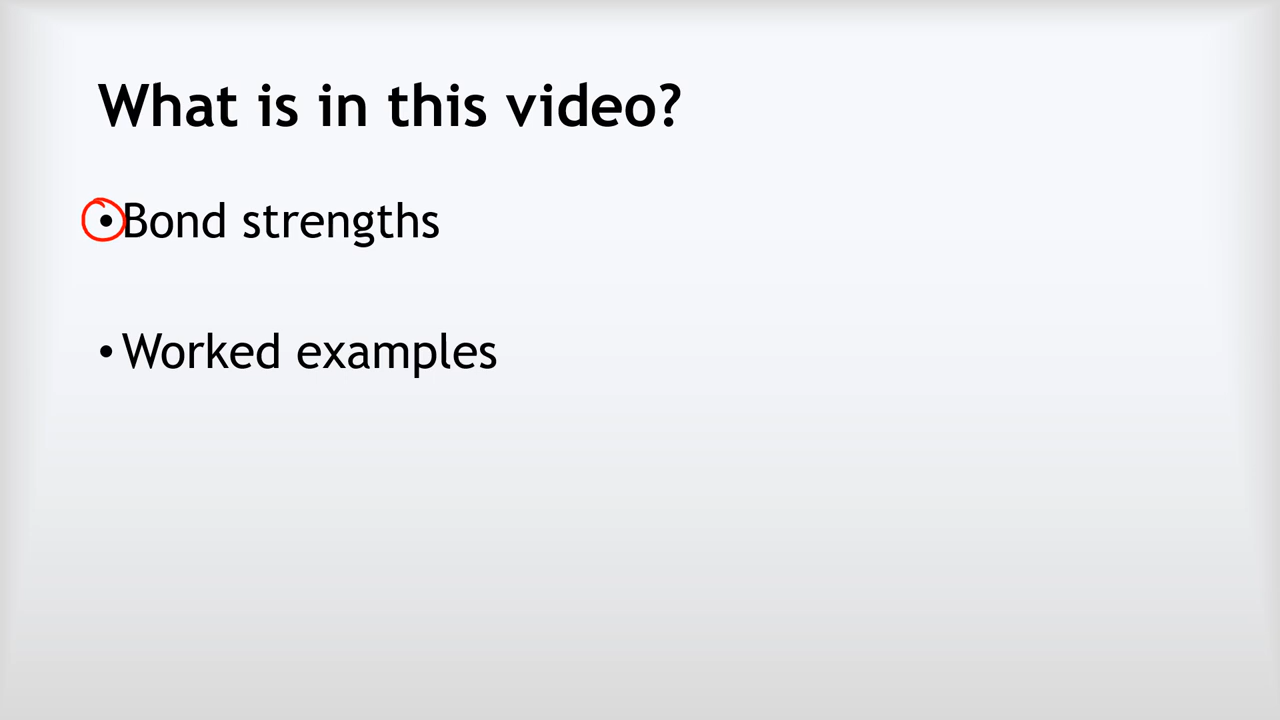 What is in this video?
• Bond strengths
• Worked examples